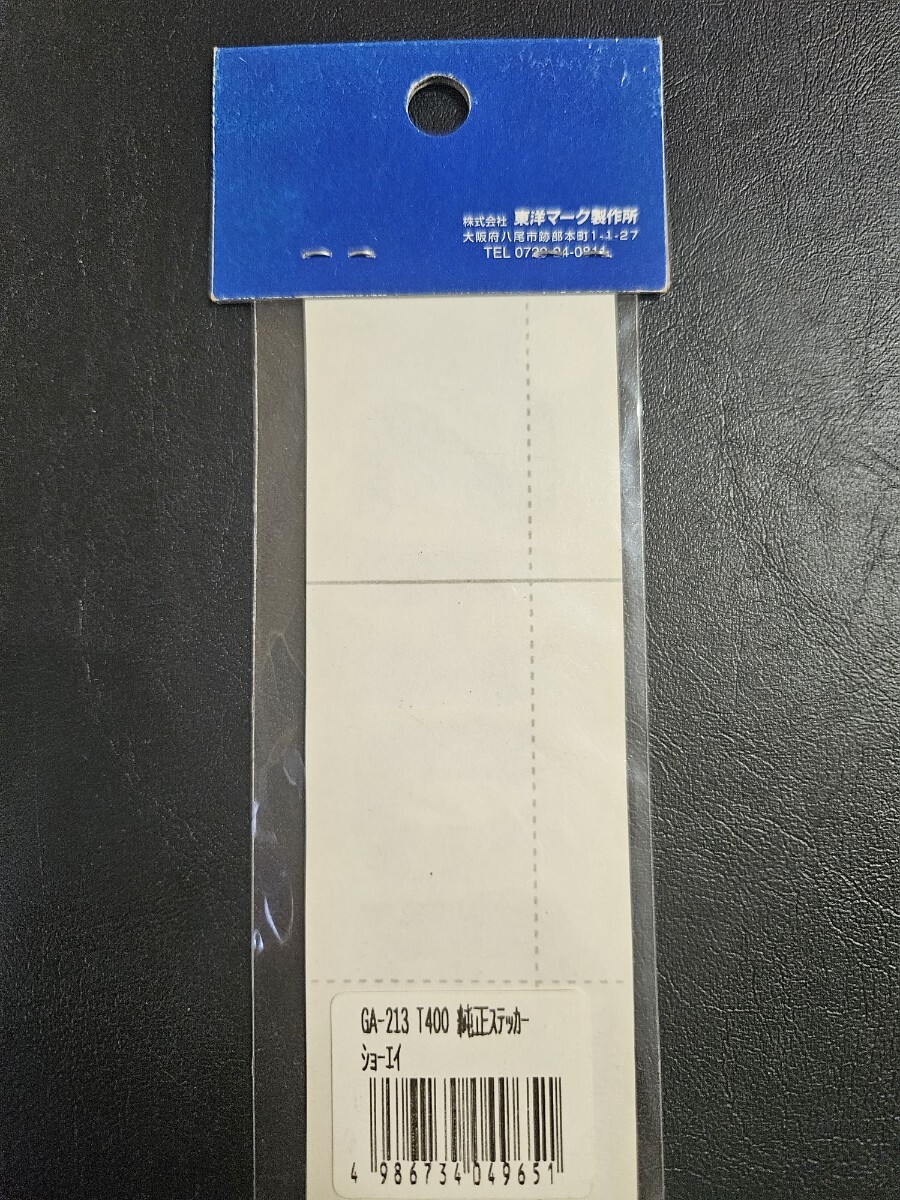 株式会社 東洋マーク製作所
大阪府八尾市跡部本町1-1-27
TEL
GA-213 T400 純正ステッカー
ショーエイ
4 986734 049651